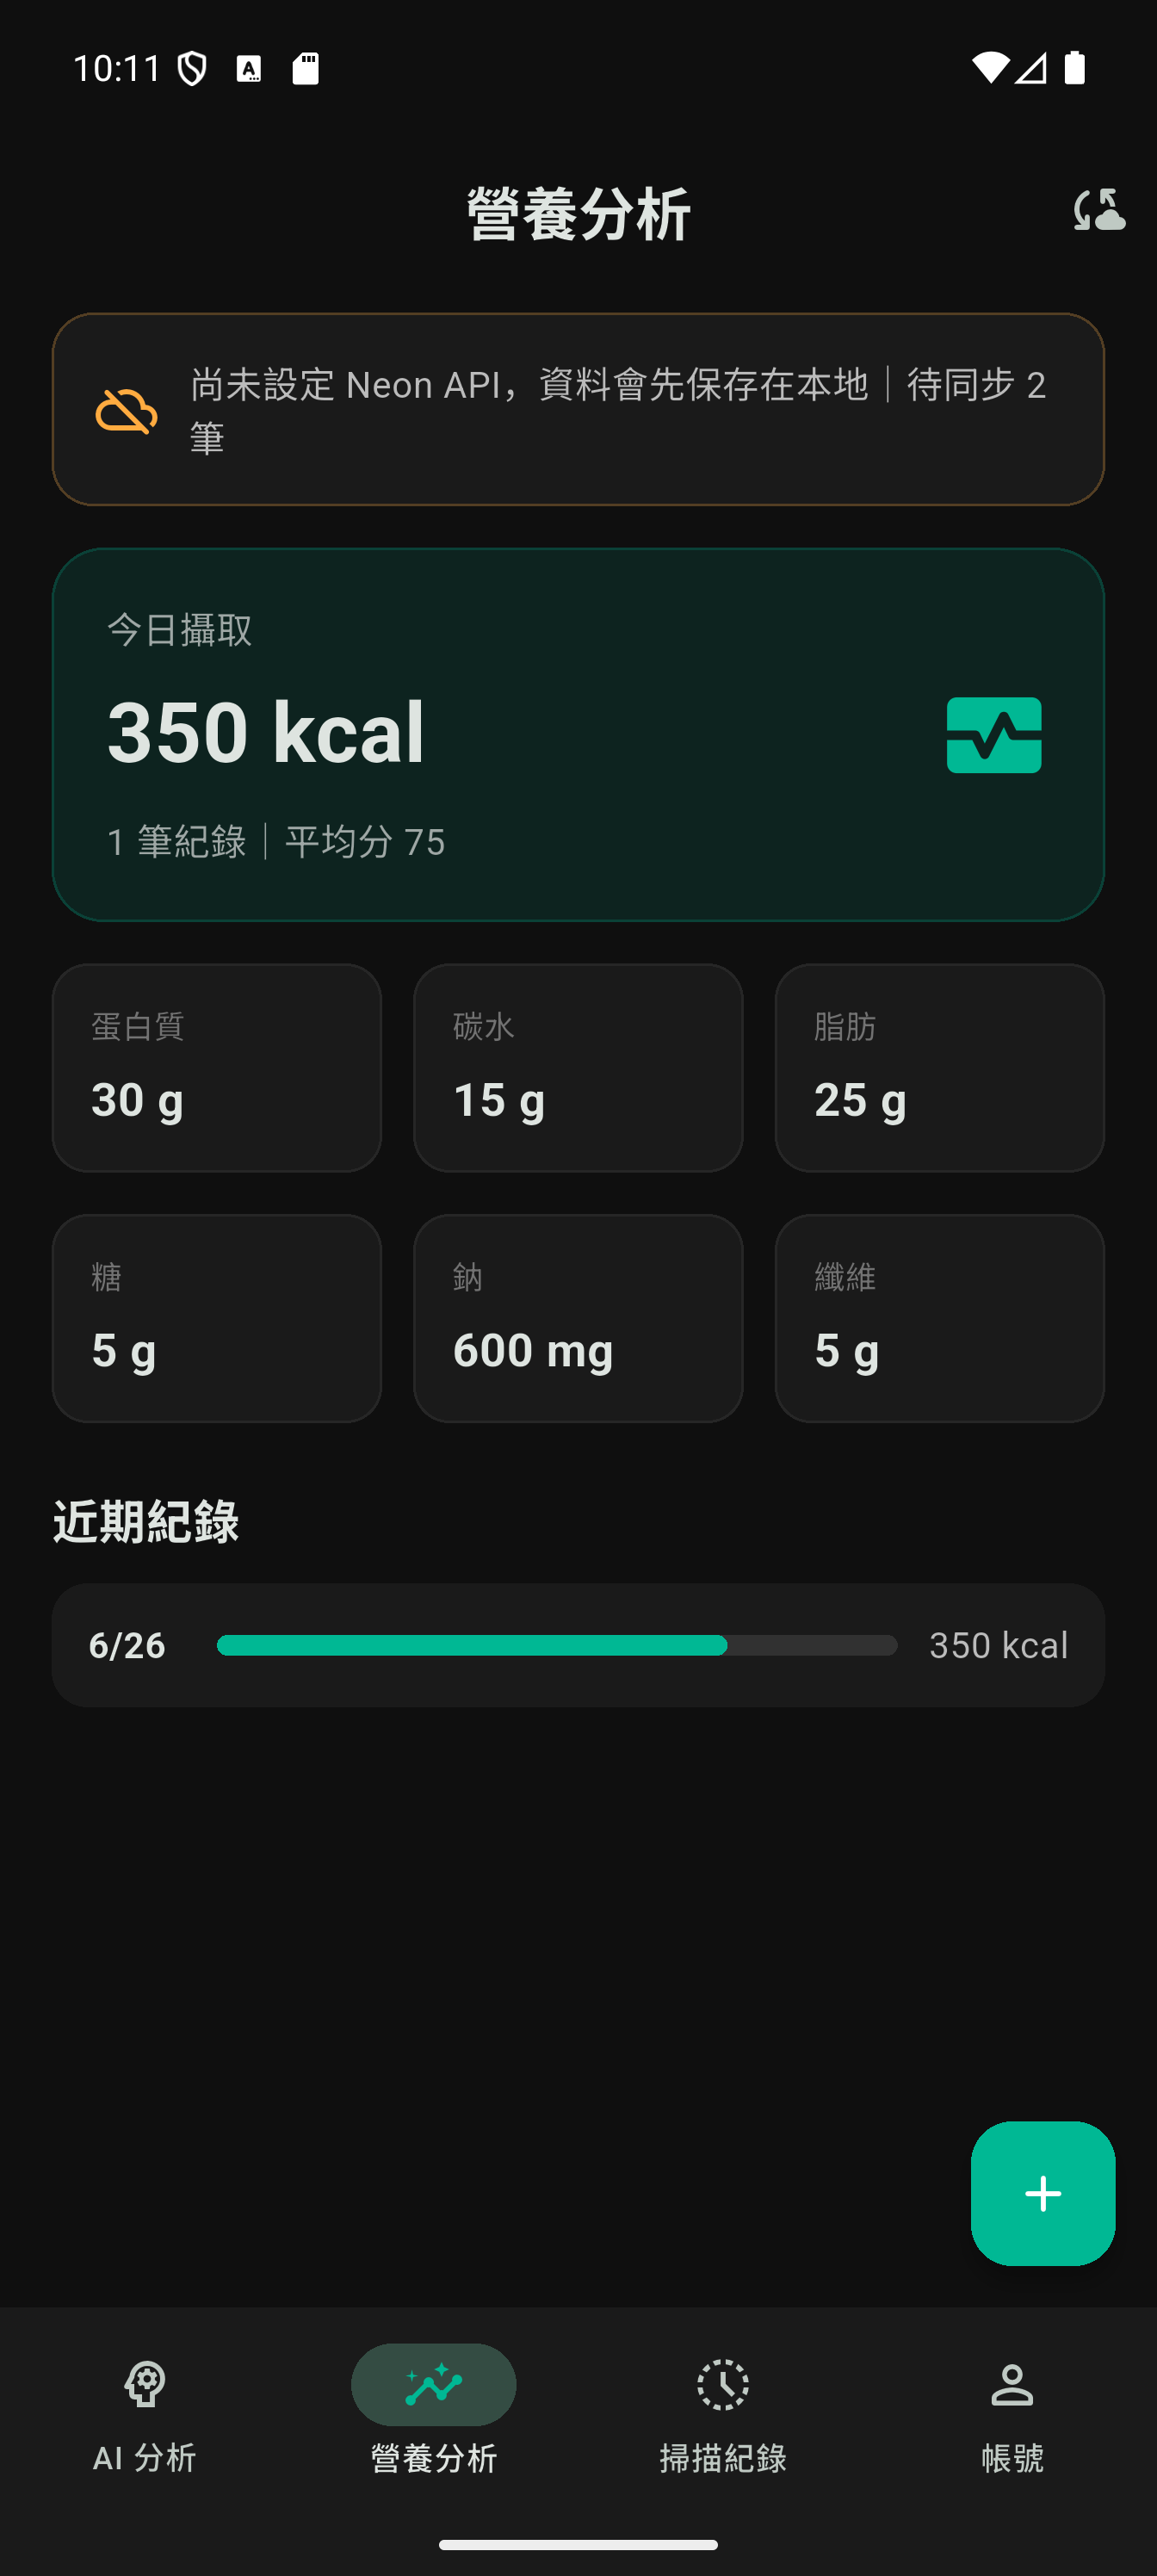 10:11
營養分析
尚未設定 Neon API，資料會先保存在本地｜待同步 2
筆
今日攝取
350 kcal
1 筆紀錄｜平均分 75
蛋白質
30 g
碳水
15 g
脂肪
25 g
糖
5 g
鈉
600 mg
纖維
5 g
近期紀錄
6/26
350 kcal
AI 分析
營養分析
掃描紀錄
帳號